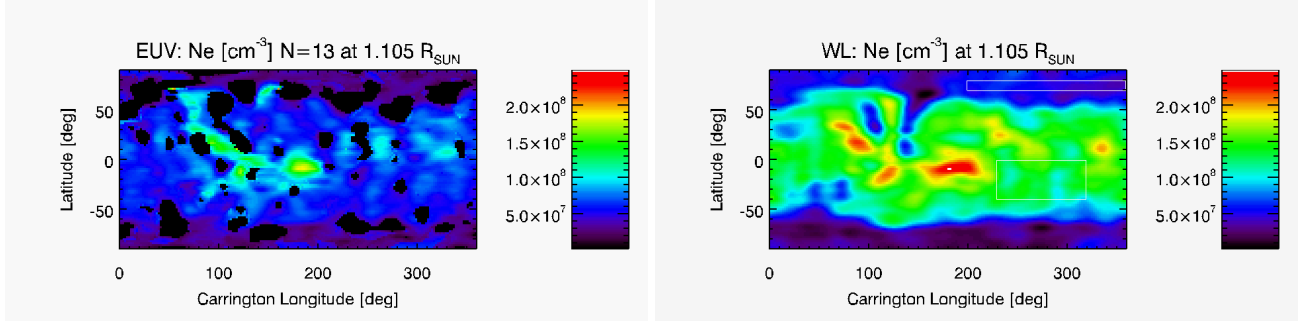 EUV: Ne [cm⁻³] N=13 at 1.105 R_SUN
50
0
-50
Latitude [deg]
0 100 200 300
Carrington Longitude [deg]
2.0×10⁸
1.5×10⁸
1.0×10⁸
5.0×10⁷
WL: Ne [cm⁻³] at 1.105 R_SUN
50
0
-50
Latitude [deg]
0 100 200 300
Carrington Longitude [deg]
2.0×10⁸
1.5×10⁸
1.0×10⁸
5.0×10⁷